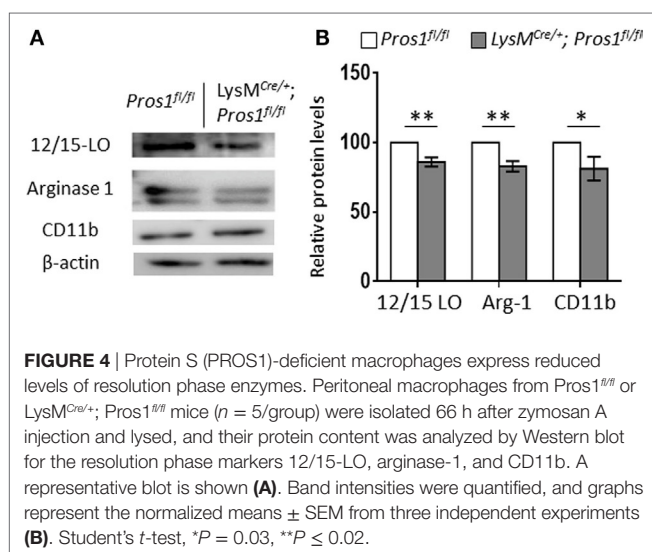 A
Pros1fl/fl
LysMCre/+;
Pros1fl/fl
12/15-LO
Arginase 1
CD11b
β-actin
B
Pros1fl/fl LysMCre/+; Pros1fl/fl
Relative protein levels
150
100
50
0
** ** *
12/15 LO Arg-1 CD11b
FIGURE 4 | Protein S (PROS1)-deficient macrophages express reduced
levels of resolution phase enzymes. Peritoneal macrophages from Pros1fl/fl or
LysMCre/+; Pros1fl/fl mice (n = 5/group) were isolated 66 h after zymosan A
injection and lysed, and their protein content was analyzed by Western blot
for the resolution phase markers 12/15-LO, arginase-1, and CD11b. A
representative blot is shown (A). Band intensities were quantified, and graphs
represent the normalized means ± SEM from three independent experiments
(B). Student's t-test, *P = 0.03, **P ≤ 0.02.